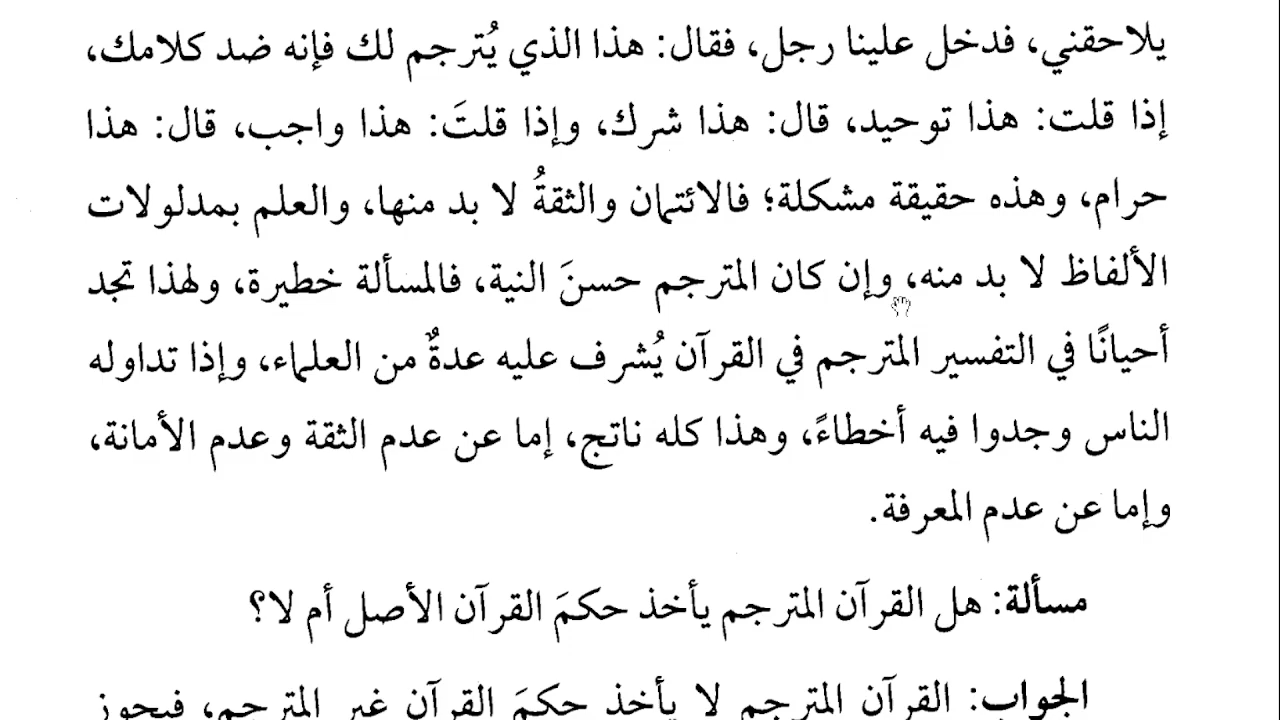 يلاحقني، فدخل علينا رجل، فقال: هذا الذي يُترجم لك فإنه ضد كلامك،
إذا قلت: هذا توحيد، قال: هذا شرك، وإذا قلتَ: هذا واجب، قال: هذا
حرام، وهذه حقيقة مشكلة؛ فالائتمان والثقةُ لا بد منها، والعلم بمدلولات
الألفاظ لا بد منه، وإن كان المترجم حسنَ النية، فالمسألة خطيرة، ولهذا تجد
أحيانًا في التفسير المترجم في القرآن يُشرف عليه عدةٌ من العلماء، وإذا تداوله
الناس وجدوا فيه أخطاءً، وهذا كله ناتج، إما عن عدم الثقة وعدم الأمانة،
وإما عن عدم المعرفة.
مسألة: هل القرآن المترجم يأخذ حكمَ القرآن الأصل أم لا؟
الجواب: القرآن المترجم لا يأخذ حكمَ القرآن غير المترجم، فيجوز